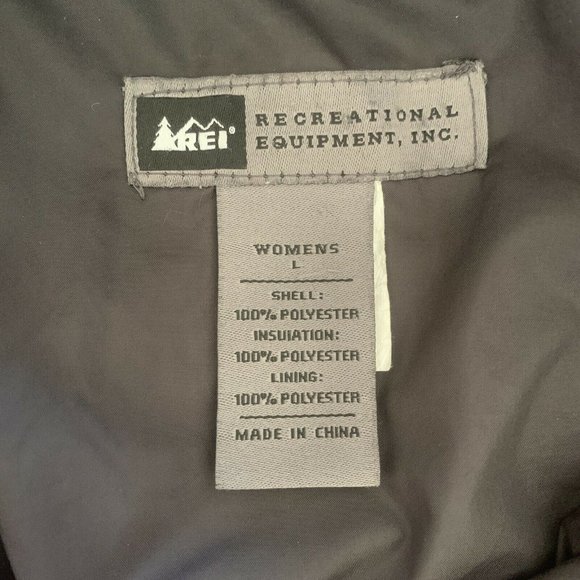 REI®
RECREATIONAL
EQUIPMENT, INC.
WOMENS
L
SHELL:
100% POLYESTER
INSULATION:
100% POLYESTER
LINING:
100% POLYESTER
MADE IN CHINA